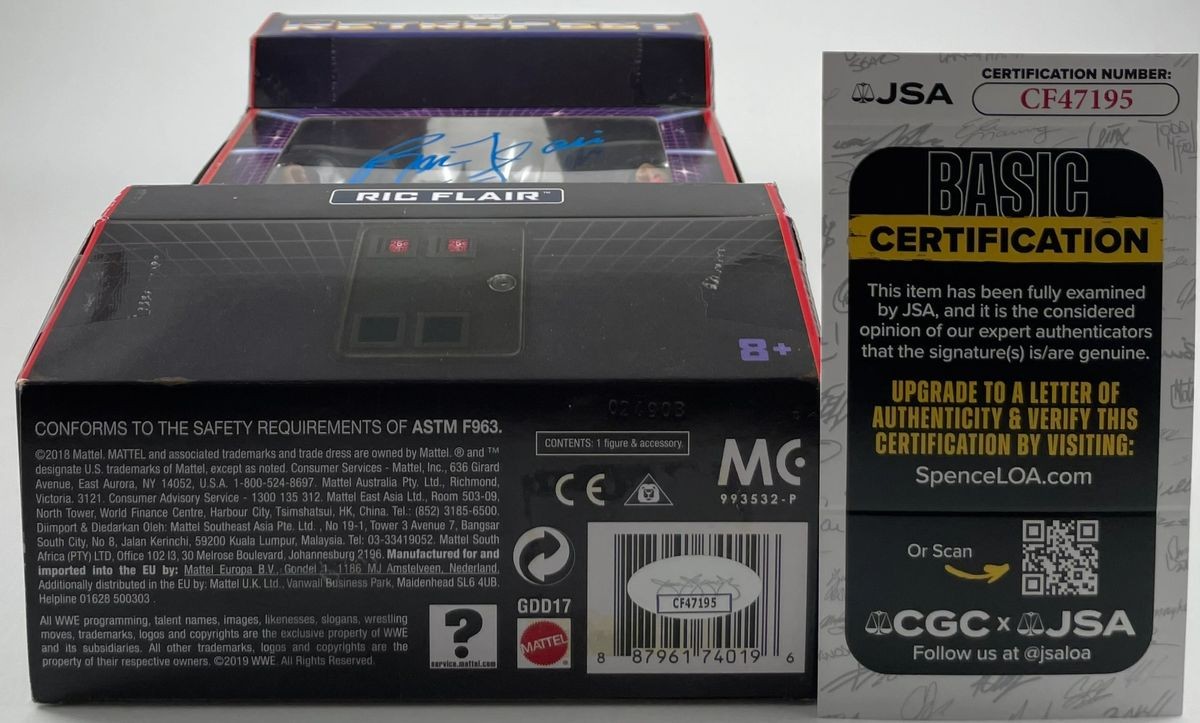 RETROFEST
Ric Flair
RIC FLAIR™
8+
024903
CONFORMS TO THE SAFETY REQUIREMENTS OF ASTM F963.
©2018 Mattel. MATTEL and associated trademarks and trade dress are owned by Mattel. ® and ™
designate U.S. trademarks of Mattel, except as noted. Consumer Services - Mattel, Inc., 636 Girard
Avenue, East Aurora, NY 14052, U.S.A. 1-800-524-8697. Mattel Australia Pty. Ltd., Richmond,
Victoria. 3121. Consumer Advisory Service - 1300 135 312. Mattel East Asia Ltd., Room 503-09,
North Tower, World Finance Centre, Harbour City, Tsimshatsui, HK, China. Tel.: (852) 3185-6500.
Diimport & Diedarkan Oleh: Mattel Southeast Asia Pte. Ltd. , No 19-1, Tower 3 Avenue 7, Bangsar
South City, No 8, Jalan Kerinchi, 59200 Kuala Lumpur, Malaysia. Tel: 03-33419052. Mattel South
Africa (PTY) LTD, Office 102 I3, 30 Melrose Boulevard, Johannesburg 2196. Manufactured for and
imported into the EU by: Mattel Europa B.V., Gondel 1, 1186 MJ Amstelveen, Nederland.
Additionally distributed in the EU by: Mattel U.K. Ltd., Vanwall Business Park, Maidenhead SL6 4UB.
Helpline 01628 500303 .
All WWE programming, talent names, images, likenesses, slogans, wrestling
moves, trademarks, logos and copyrights are the exclusive property of WWE
and its subsidiaries. All other trademarks, logos and copyrights are the
property of their respective owners. ©2019 WWE. All Rights Reserved.
CONTENTS: 1 figure & accessory.
CE
MC
993532-P
GDD17
?
service.mattel.com
MATTEL
CF47195
8 87961 74019 6
JSA
CERTIFICATION NUMBER:
CF47195
BASIC
CERTIFICATION
This item has been fully examined
by JSA, and it is the considered
opinion of our expert authenticators
that the signature(s) is/are genuine.
UPGRADE TO A LETTER OF
AUTHENTICITY & VERIFY THIS
CERTIFICATION BY VISITING:
SpenceLOA.com
Or Scan
CGC x JSA
Follow us at @jsaloa